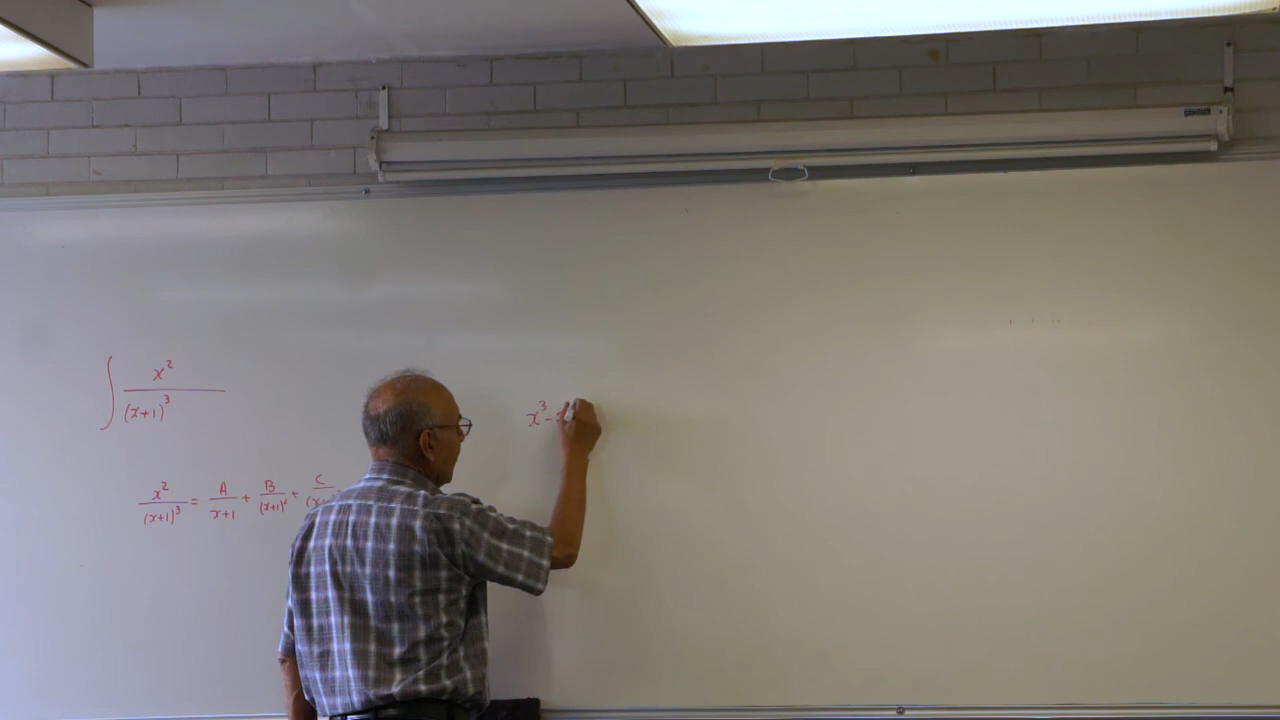 ∫ x² / (x+1)³
x² / (x+1)³ = A / x+1 + B / (x+1)² + C / (x
x³ -